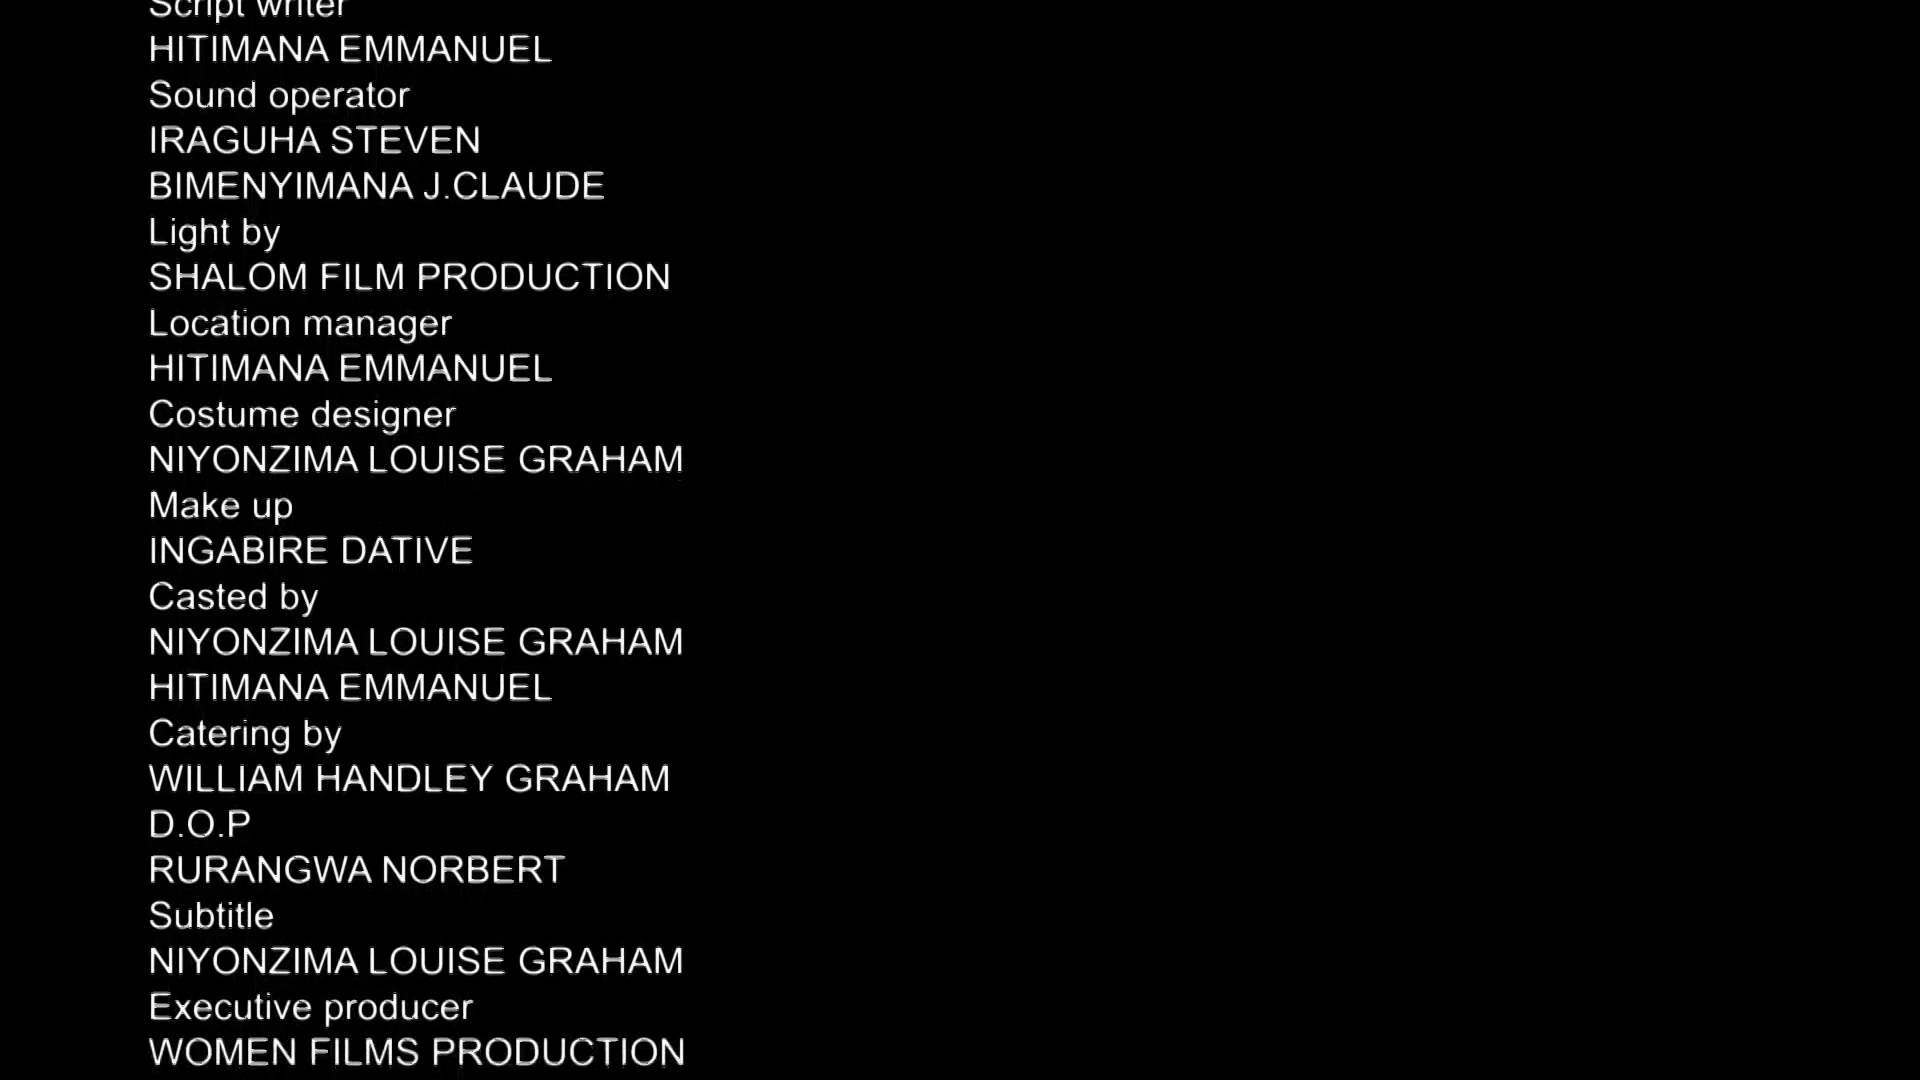 Script writer
HITIMANA EMMANUEL
Sound operator
IRAGUHA STEVEN
BIMENYIMANA J.CLAUDE
Light by
SHALOM FILM PRODUCTION
Location manager
HITIMANA EMMANUEL
Costume designer
NIYONZIMA LOUISE GRAHAM
Make up
INGABIRE DATIVE
Casted by
NIYONZIMA LOUISE GRAHAM
HITIMANA EMMANUEL
Catering by
WILLIAM HANDLEY GRAHAM
D.O.P
RURANGWA NORBERT
Subtitle
NIYONZIMA LOUISE GRAHAM
Executive producer
WOMEN FILMS PRODUCTION